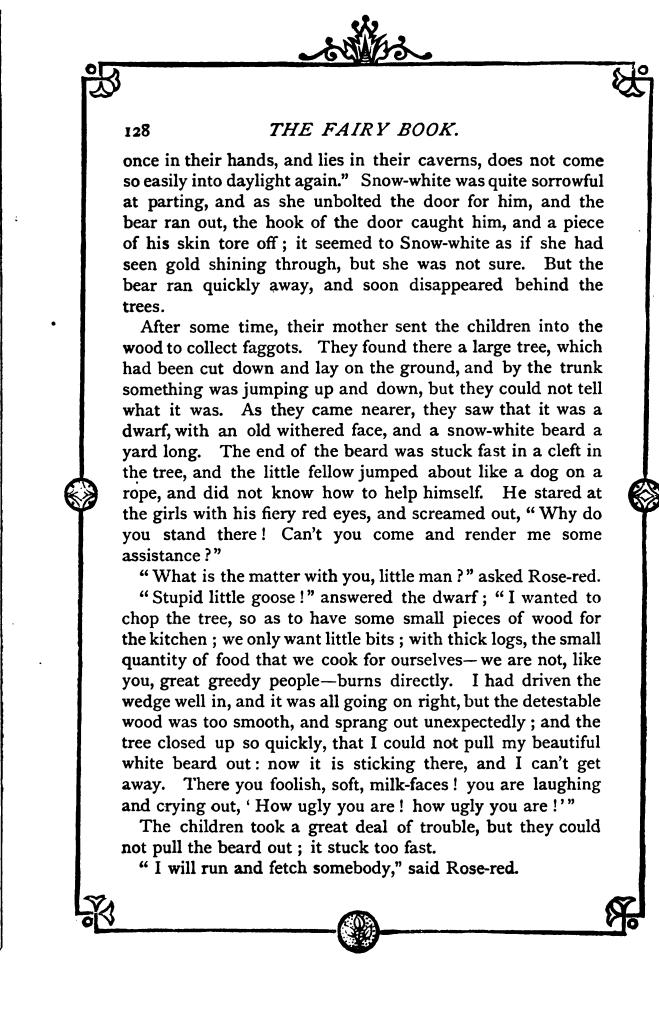 128 THE FAIRY BOOK.
once in their hands, and lies in their caverns, does not come
so easily into daylight again.” Snow-white was quite sorrowful
at parting, and as she unbolted the door for him, and the
bear ran out, the hook of the door caught him, and a piece
of his skin tore off ; it seemed to Snow-white as if she had
seen gold shining through, but she was not sure. But the
bear ran quickly away, and soon disappeared behind the
trees.
After some time, their mother sent the children into the
wood to collect faggots. They found there a large tree, which
had been cut down and lay on the ground, and by the trunk
something was jumping up and down, but they could not tell
what it was. As they came nearer, they saw that it was a
dwarf, with an old withered face, and a snow-white beard a
yard long. The end of the beard was stuck fast in a cleft in
the tree, and the little fellow jumped about like a dog on a
rope, and did not know how to help himself. He stared at
the girls with his fiery red eyes, and screamed out, “ Why do
you stand there ! Can’t you come and render me some
assistance ?”
“ What is the matter with you, little man ?” asked Rose-red.
“ Stupid little goose !” answered the dwarf ; “ I wanted to
chop the tree, so as to have some small pieces of wood for
the kitchen ; we only want little bits ; with thick logs, the small
quantity of food that we cook for ourselves—we are not, like
you, great greedy people—burns directly. I had driven the
wedge well in, and it was all going on right, but the detestable
wood was too smooth, and sprang out unexpectedly ; and the
tree closed up so quickly, that I could not pull my beautiful
white beard out : now it is sticking there, and I can’t get
away. There you foolish, soft, milk-faces ! you are laughing
and crying out, ‘ How ugly you are ! how ugly you are !’”
The children took a great deal of trouble, but they could
not pull the beard out ; it stuck too fast.
“ I will run and fetch somebody,” said Rose-red.